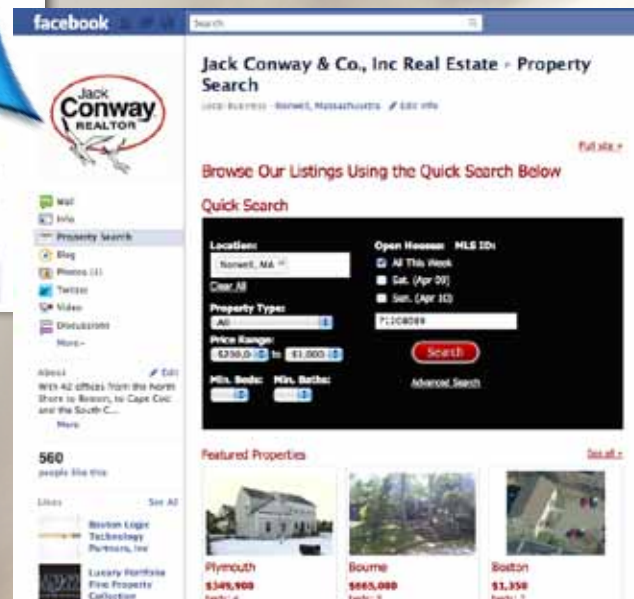 facebook
Search
Jack Conway & Co., Inc Real Estate - Property
Search
Local Business · Norwell, Massachusetts Edit Info
Full site »
Browse Our Listings Using the Quick Search Below
Quick Search
Jack
Conway
REALTOR
Wall
Info
Property Search
Blog
Photos (1)
Twitter
Video
Discussions
More
About Edit
With 42 offices from the North
Shore to Boston, to Cape Cod
and the South C...
More
560
people like this
Likes See All
Boston Logic
Technology
Partners, Inc
Luxury Portfolio
Fine Property
Collection
Location:
Norwell, MA
Clear All
Property Type:
All
Price Range:
to $1,000
Min. Beds: Min. Baths:
Open Houses: MLS ID:
All This Week
Sat. (Apr 09)
Sun. (Apr 10)
Search
Advanced Search
Featured Properties See all »
Plymouth
$349,900
Bourne
$665,000
Boston
$1,350